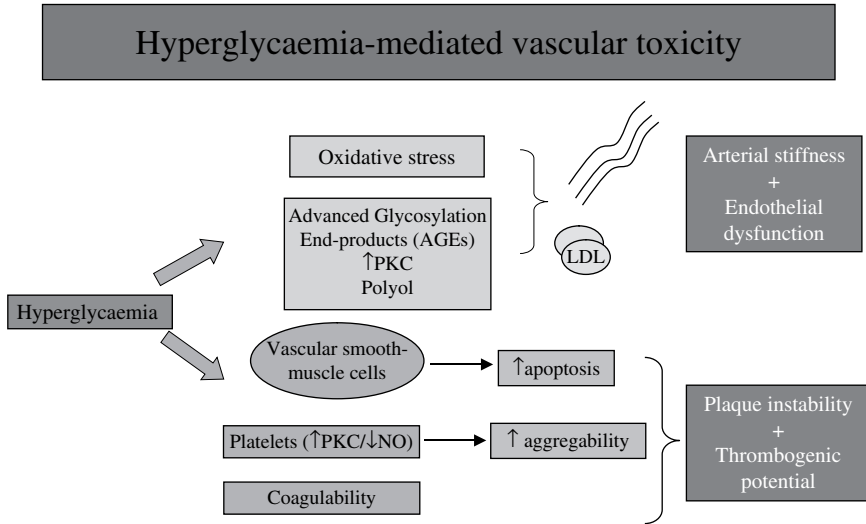 Hyperglycaemia-mediated vascular toxicity
Oxidative stress
Advanced Glycosylation
End-products (AGEs)
↑PKC
Polyol
LDL
Arterial stiffness
+
Endothelial
dysfunction
Hyperglycaemia
Vascular smooth-
muscle cells
↑apoptosis
Platelets (↑PKC/↓NO)
↑ aggregability
Coagulability
Plaque instability
+
Thrombogenic
potential